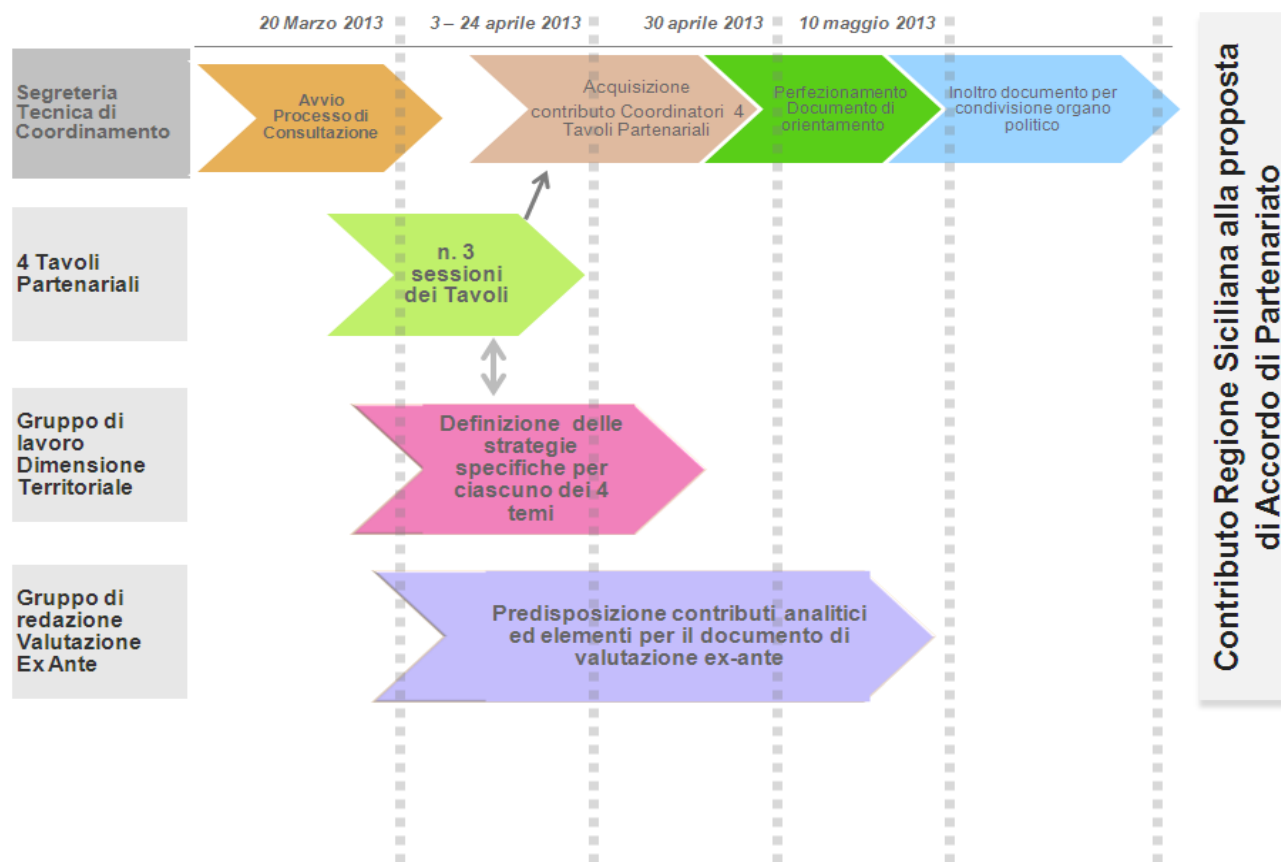 20 Marzo 2013
3 – 24 aprile 2013
30 aprile 2013
10 maggio 2013
Segreteria
Tecnica di
Coordinamento
Avvio
Processo di
Consultazione
Acquisizione
contributo Coordinatori 4
Tavoli Partenariali
Perfezionamento
Documento di
orientamento
Inoltro documento per
condivisione organo
politico
4 Tavoli
Partenariali
n. 3
sessioni
dei Tavoli
Gruppo di
lavoro
Dimensione
Territoriale
Definizione delle
strategie
specifiche per
ciascuno dei 4
temi
Gruppo di
redazione
Valutazione
Ex Ante
Predisposizione contributi analitici
ed elementi per il documento di
valutazione ex-ante
Contributo Regione Siciliana alla proposta
di Accordo di Partenariato